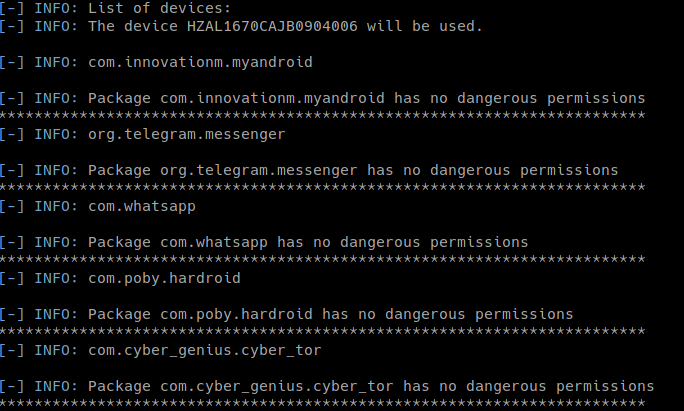 [-] INFO: List of devices:
[-] INFO: The device HZAL1670CAJB0904006 will be used.
[-] INFO: com.innovationm.myandroid
[-] INFO: Package com.innovationm.myandroid has no dangerous permissions
************************************************************************
[-] INFO: org.telegram.messenger
[-] INFO: Package org.telegram.messenger has no dangerous permissions
************************************************************************
[-] INFO: com.whatsapp
[-] INFO: Package com.whatsapp has no dangerous permissions
************************************************************************
[-] INFO: com.poby.hardroid
[-] INFO: Package com.poby.hardroid has no dangerous permissions
************************************************************************
[-] INFO: com.cyber_genius.cyber_tor
[-] INFO: Package com.cyber_genius.cyber_tor has no dangerous permissions
************************************************************************